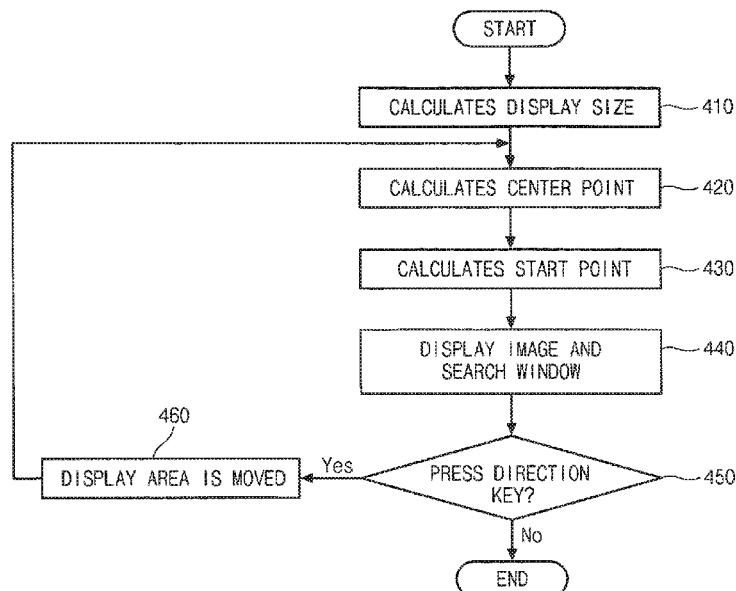 START
CALCULATES DISPLAY SIZE
410
CALCULATES CENTER POINT
420
CALCULATES START POINT
430
DISPLAY IMAGE AND
SEARCH WINDOW
440
460
DISPLAY AREA IS MOVED
Yes
PRESS DIRECTION
KEY?
450
No
END